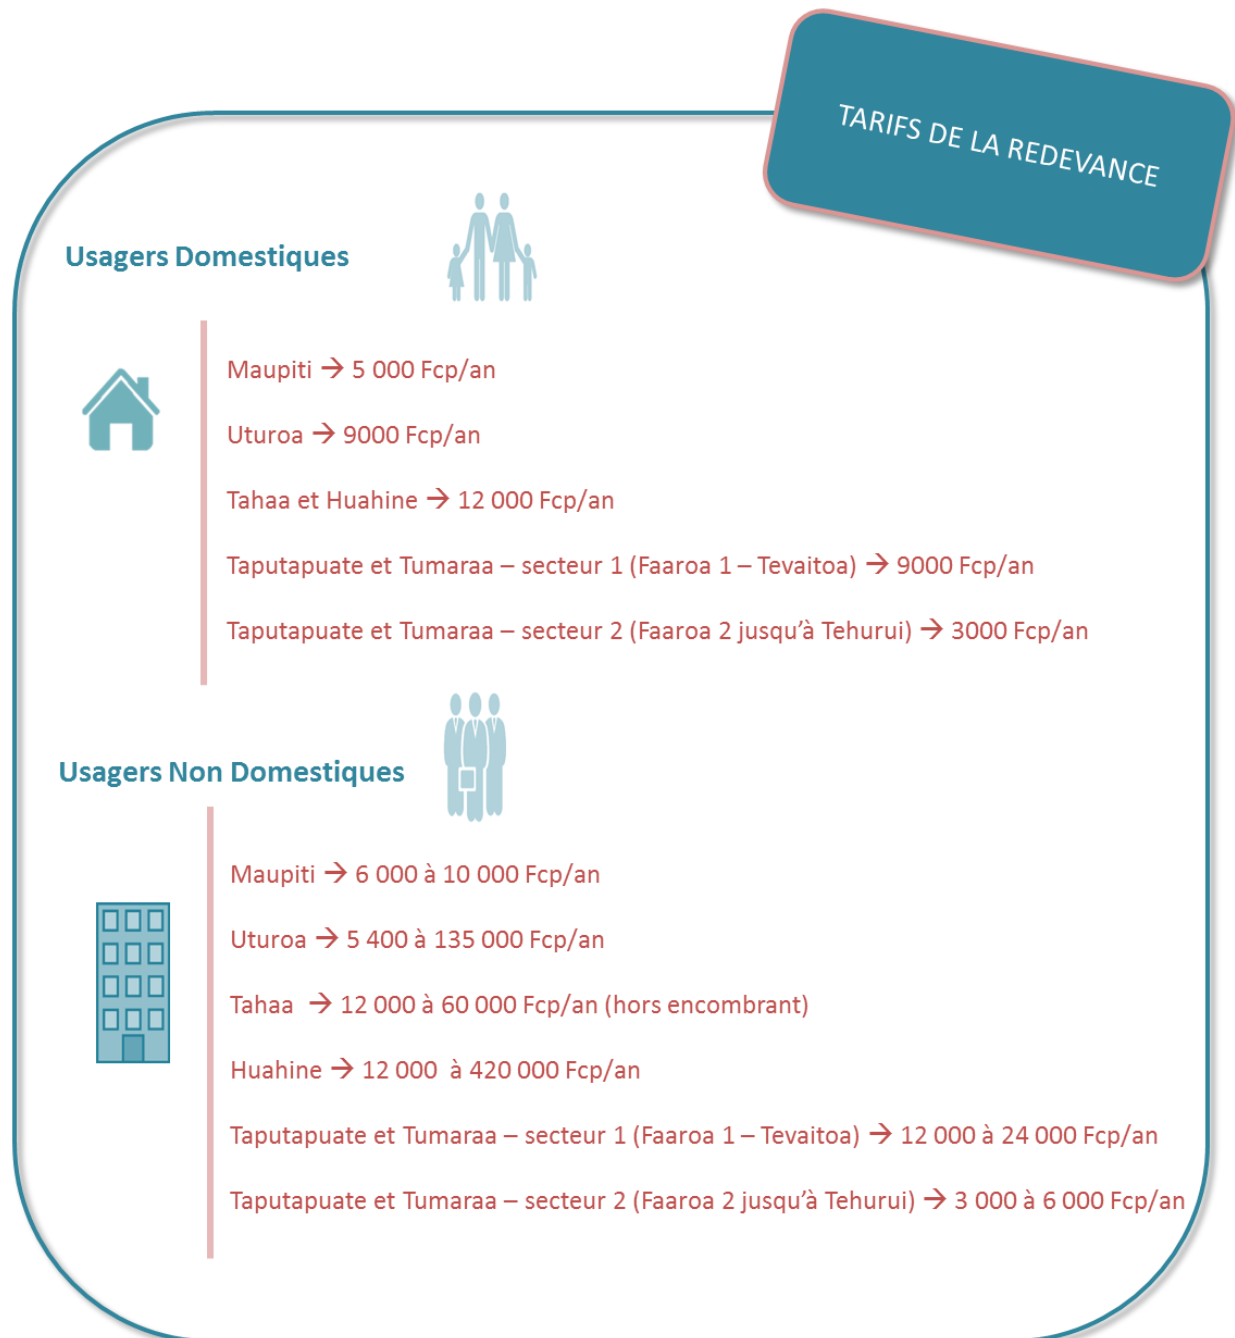 TARIFS DE LA REDEVANCE
Usagers Domestiques
Maupiti → 5 000 Fcp/an
Uturoa → 9000 Fcp/an
Tahaa et Huahine → 12 000 Fcp/an
Taputapuate et Tumaraa – secteur 1 (Faaroa 1 – Tevaitoa) → 9000 Fcp/an
Taputapuate et Tumaraa – secteur 2 (Faaroa 2 jusqu’à Tehurui) → 3000 Fcp/an
Usagers Non Domestiques
Maupiti → 6 000 à 10 000 Fcp/an
Uturoa → 5 400 à 135 000 Fcp/an
Tahaa → 12 000 à 60 000 Fcp/an (hors encombrant)
Huahine → 12 000 à 420 000 Fcp/an
Taputapuate et Tumaraa – secteur 1 (Faaroa 1 – Tevaitoa) → 12 000 à 24 000 Fcp/an
Taputapuate et Tumaraa – secteur 2 (Faaroa 2 jusqu’à Tehurui) → 3 000 à 6 000 Fcp/an